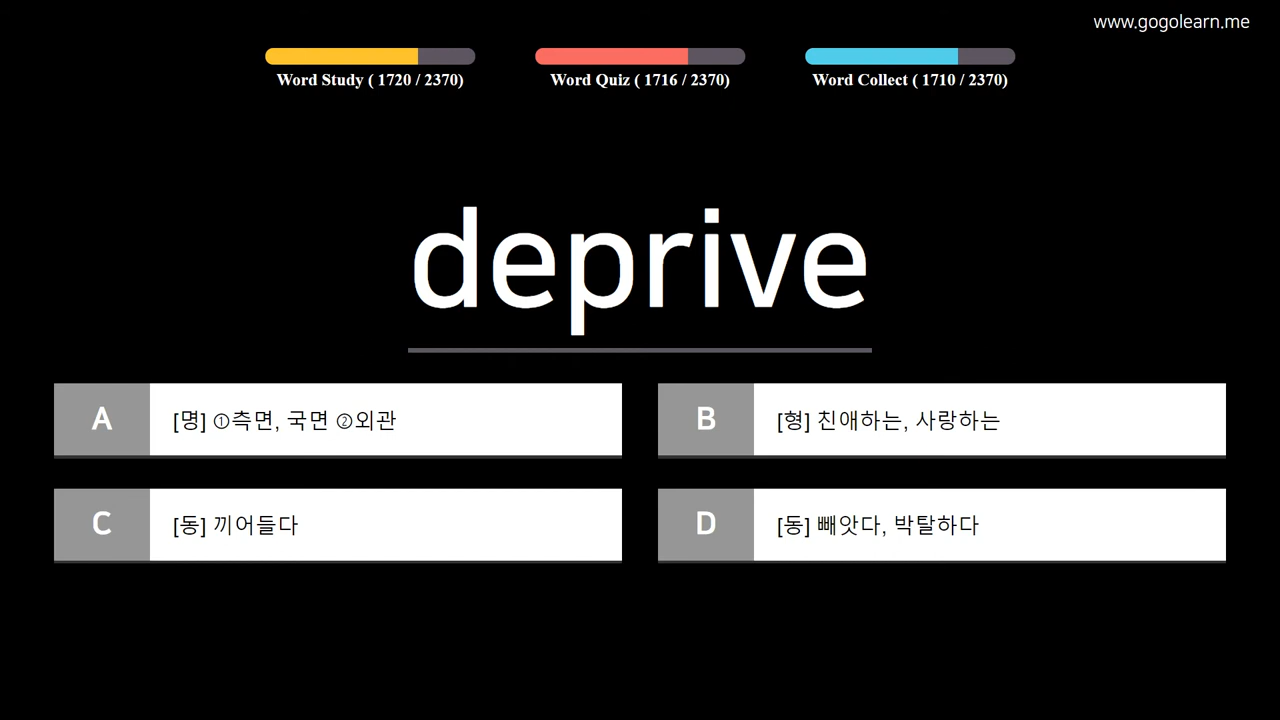 www.gogolearn.me
Word Study ( 1720 / 2370)
Word Quiz ( 1716 / 2370)
Word Collect ( 1710 / 2370)
deprive
A
[명] ①측면, 국면 ②외관
B
[형] 친애하는, 사랑하는
C
[동] 끼어들다
D
[동] 빼앗다, 박탈하다